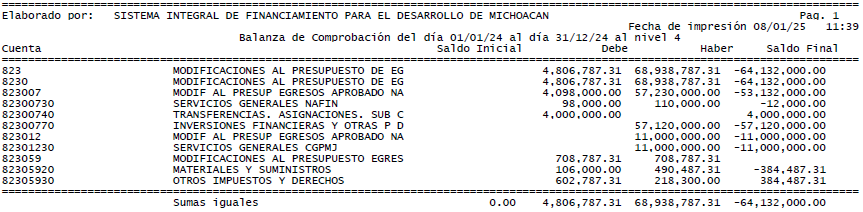 Elaborado por: SISTEMA INTEGRAL DE FINANCIAMIENTO PARA EL DESARROLLO DE MICHOACAN Pag. 1
Fecha de impresión 08/01/25 11:39
Balanza de Comprobación del día 01/01/24 al día 31/12/24 al nivel 4
Cuenta Saldo Inicial Debe Haber Saldo Final
823 MODIFICACIONES AL PRESUPUESTO DE EG 4,806,787.31 68,938,787.31 -64,132,000.00
8230 MODIFICACIONES AL PRESUPUESTO DE EG 4,806,787.31 68,938,787.31 -64,132,000.00
823007 MODIF AL PRESUP EGRESOS APROBADO NA 4,098,000.00 57,230,000.00 -53,132,000.00
82300730 SERVICIOS GENERALES NAFIN 98,000.00 110,000.00 -12,000.00
82300740 TRANSFERENCIAS. ASIGNACIONES. SUB C 4,000,000.00 4,000,000.00
82300770 INVERSIONES FINANCIERAS Y OTRAS P D 57,120,000.00 -57,120,000.00
823012 MODIF AL PRESUP EGRESOS APROBADO NA 11,000,000.00 -11,000,000.00
82301230 SERVICIOS GENERALES CGPMJ 11,000,000.00 -11,000,000.00
823059 MODIFICACIONES AL PRESUPUESTO EGRES 708,787.31 708,787.31
82305920 MATERIALES Y SUMINISTROS 106,000.00 490,487.31 -384,487.31
82305930 OTROS IMPUESTOS Y DERECHOS 602,787.31 218,300.00 384,487.31
Sumas iguales 0.00 4,806,787.31 68,938,787.31 -64,132,000.00